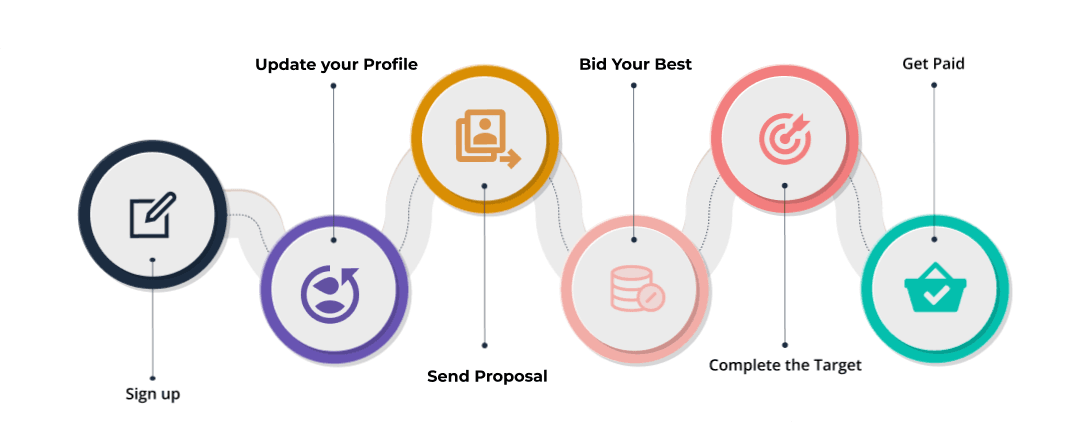 Update your Profile
Bid Your Best
Get Paid
Sign up
Send Proposal
Complete the Target